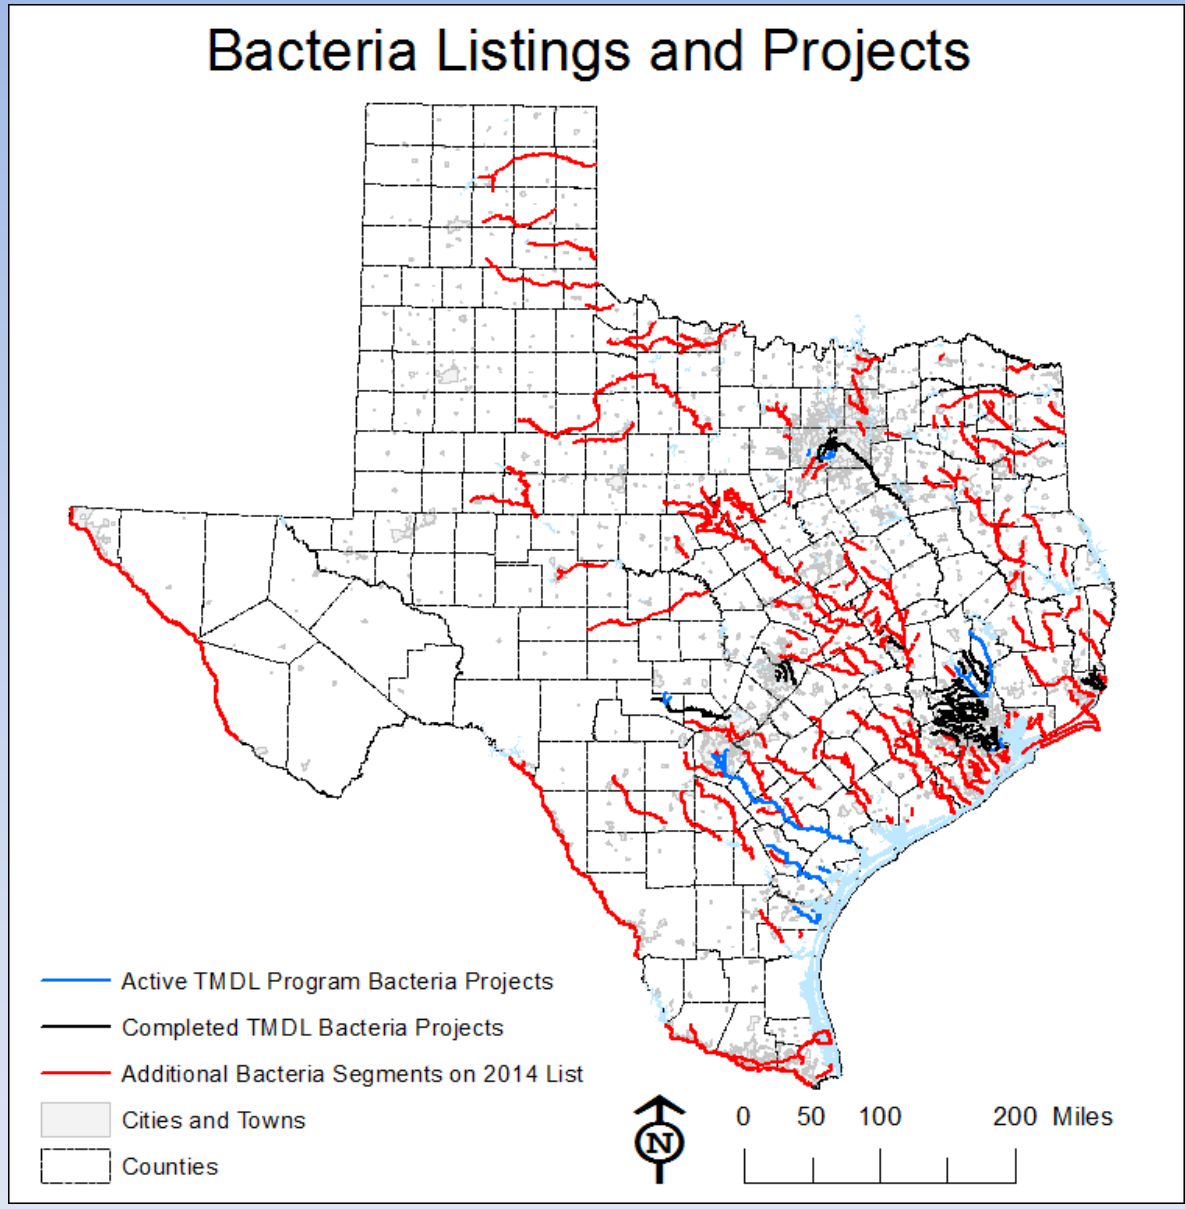 Bacteria Listings and Projects
Active TMDL Program Bacteria Projects
Completed TMDL Bacteria Projects
Additional Bacteria Segments on 2014 List
Cities and Towns
Counties
N
0 50 100 200 Miles